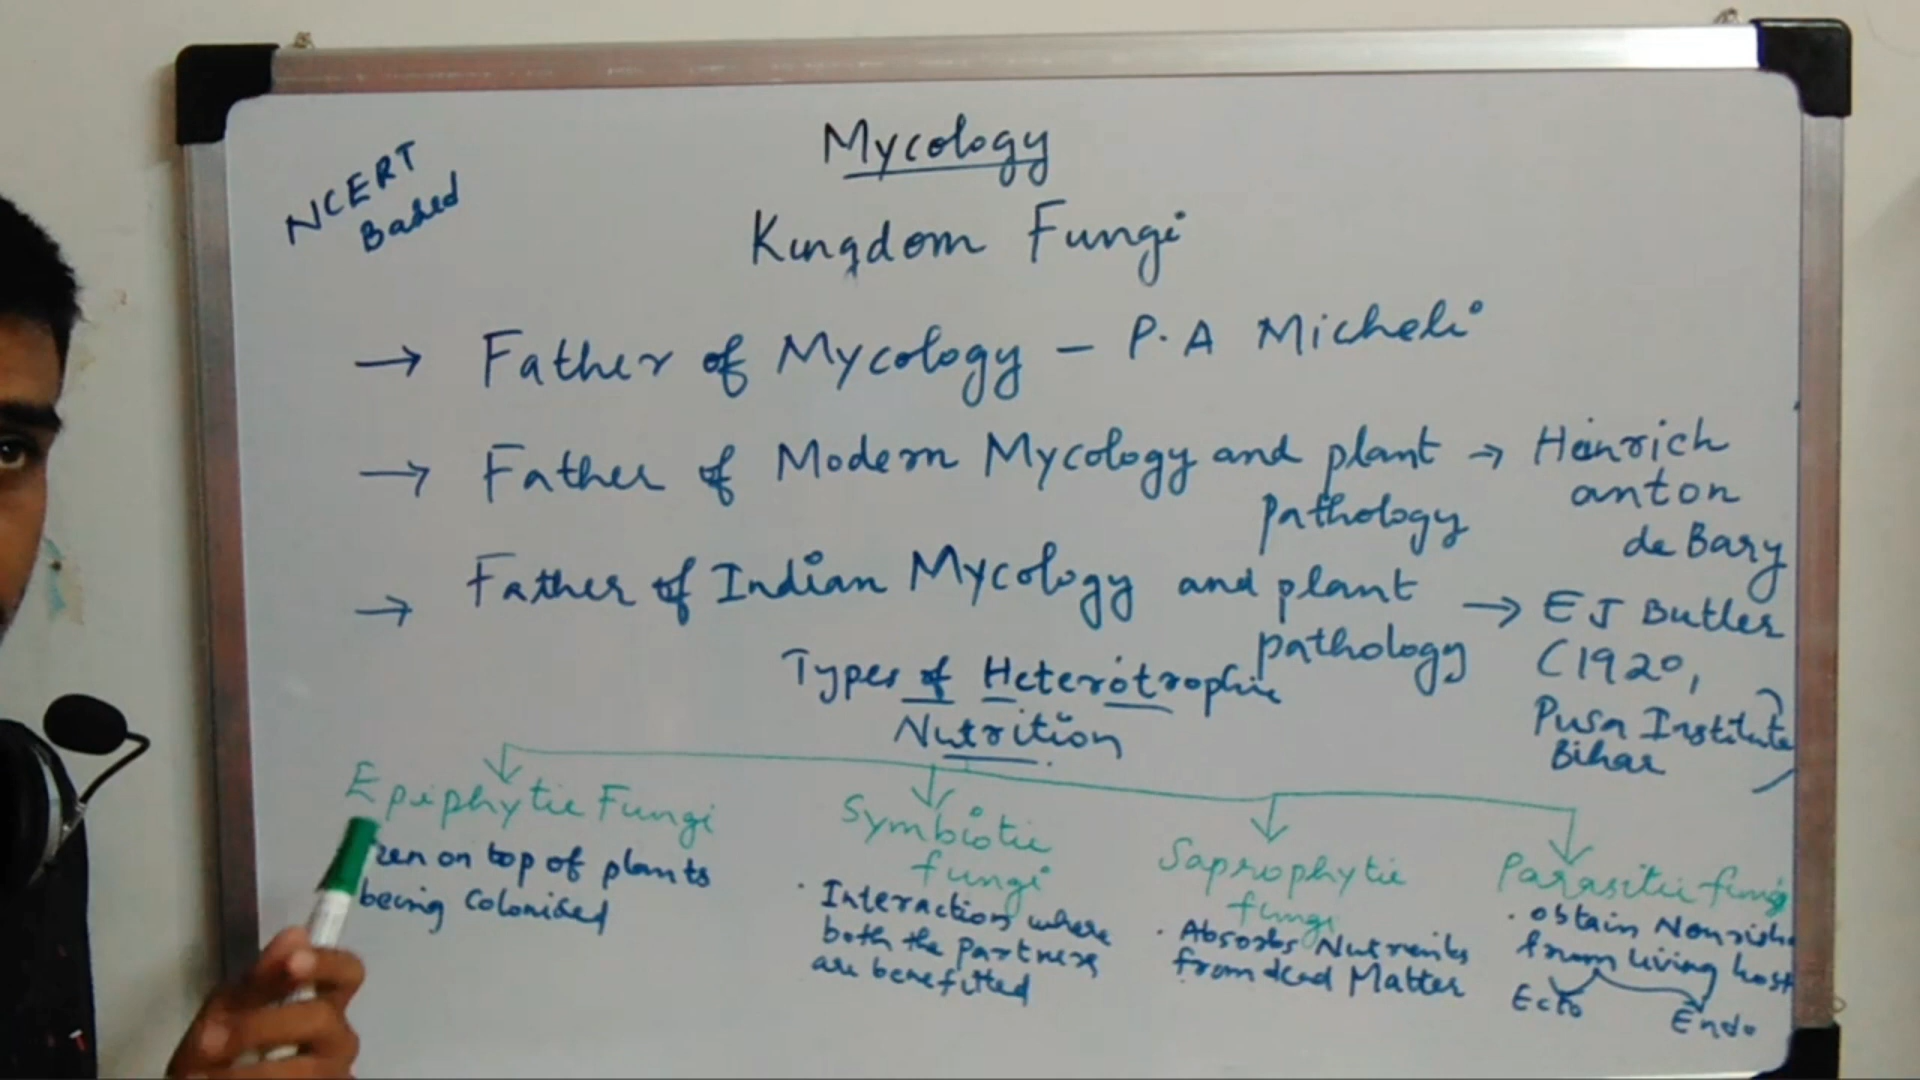 NCERT
Based
Mycology
Kingdom Fungi
→ Father of Mycology – P.A Micheli
→ Father of Modern Mycology and plant pathology → Heinrich anton de Bary
→ Father of Indian Mycology and plant pathology → E J Butler (1920, Pusa Institute Bihar)
Types of Heterotrophic
Nutrition
Epiphytic Fungi
on top of plants
being colonised
Symbiotic
fungi
· Interaction where
both the partners
are benefitted
Saprophytic
fungi
· Absorbs Nutrients
from dead Matter
Parasitic fungi
· obtain
from living host
Ecto
Endo